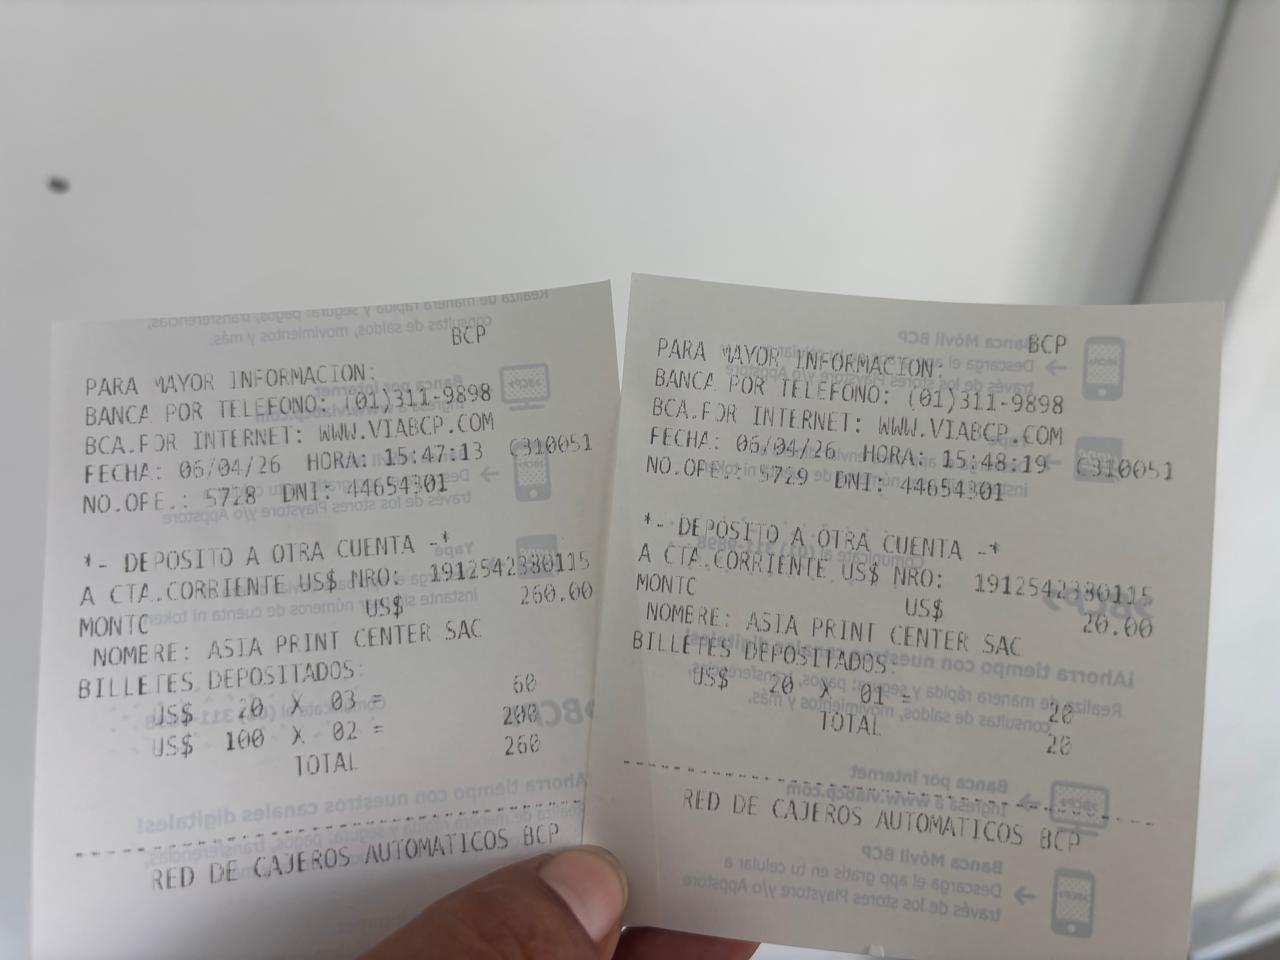 BCP
PARA MAYOR INFORMACION:
BANCA POR TELEFONO: (01)311-9898
BCA.POR INTERNET: WWW.VIABCP.COM
FECHA: 06/04/26 HORA: 15:47:13 C310051
NO.OPE.: 5728 DNI: 44654301
*- DEPOSITO A OTRA CUENTA -*
A CTA.CORRIENTE US$ NRO: 1912542380115
MONTO US$ 260.00
NOMBRE: ASIA PRINT CENTER SAC
BILLETES DEPOSITADOS:
US$ 20 X 03 = 60
US$ 100 X 02 = 200
TOTAL 260
RED DE CAJEROS AUTOMATICOS BCP
BCP
PARA MAYOR INFORMACION:
BANCA POR TELEFONO: (01)311-9898
BCA.POR INTERNET: WWW.VIABCP.COM
FECHA: 06/04/26 HORA: 15:48:19 C310051
NO.OPE.: 5729 DNI: 44654301
*- DEPOSITO A OTRA CUENTA -*
A CTA.CORRIENTE US$ NRO: 1912542380115
MONTO US$ 20.00
NOMBRE: ASIA PRINT CENTER SAC
BILLETES DEPOSITADOS:
US$ 20 X 01 = 20
TOTAL 20
RED DE CAJEROS AUTOMATICOS BCP